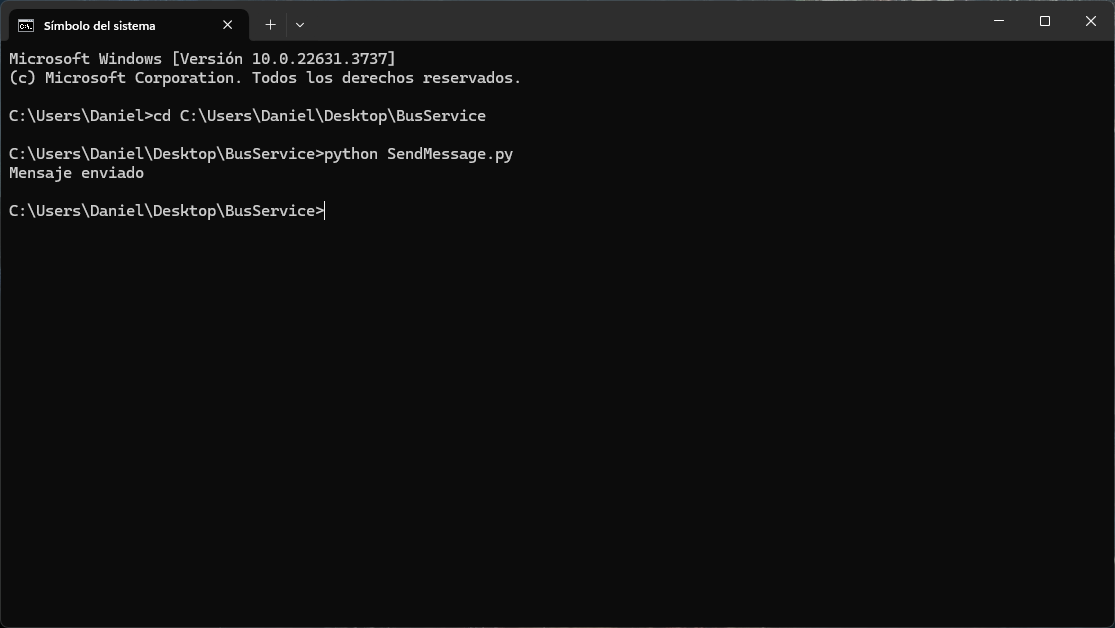 Símbolo del sistema
Microsoft Windows [Versión 10.0.22631.3737]
(c) Microsoft Corporation. Todos los derechos reservados.
C:\Users\Daniel>cd C:\Users\Daniel\Desktop\BusService
C:\Users\Daniel\Desktop\BusService>python SendMessage.py
Mensaje enviado
C:\Users\Daniel\Desktop\BusService>